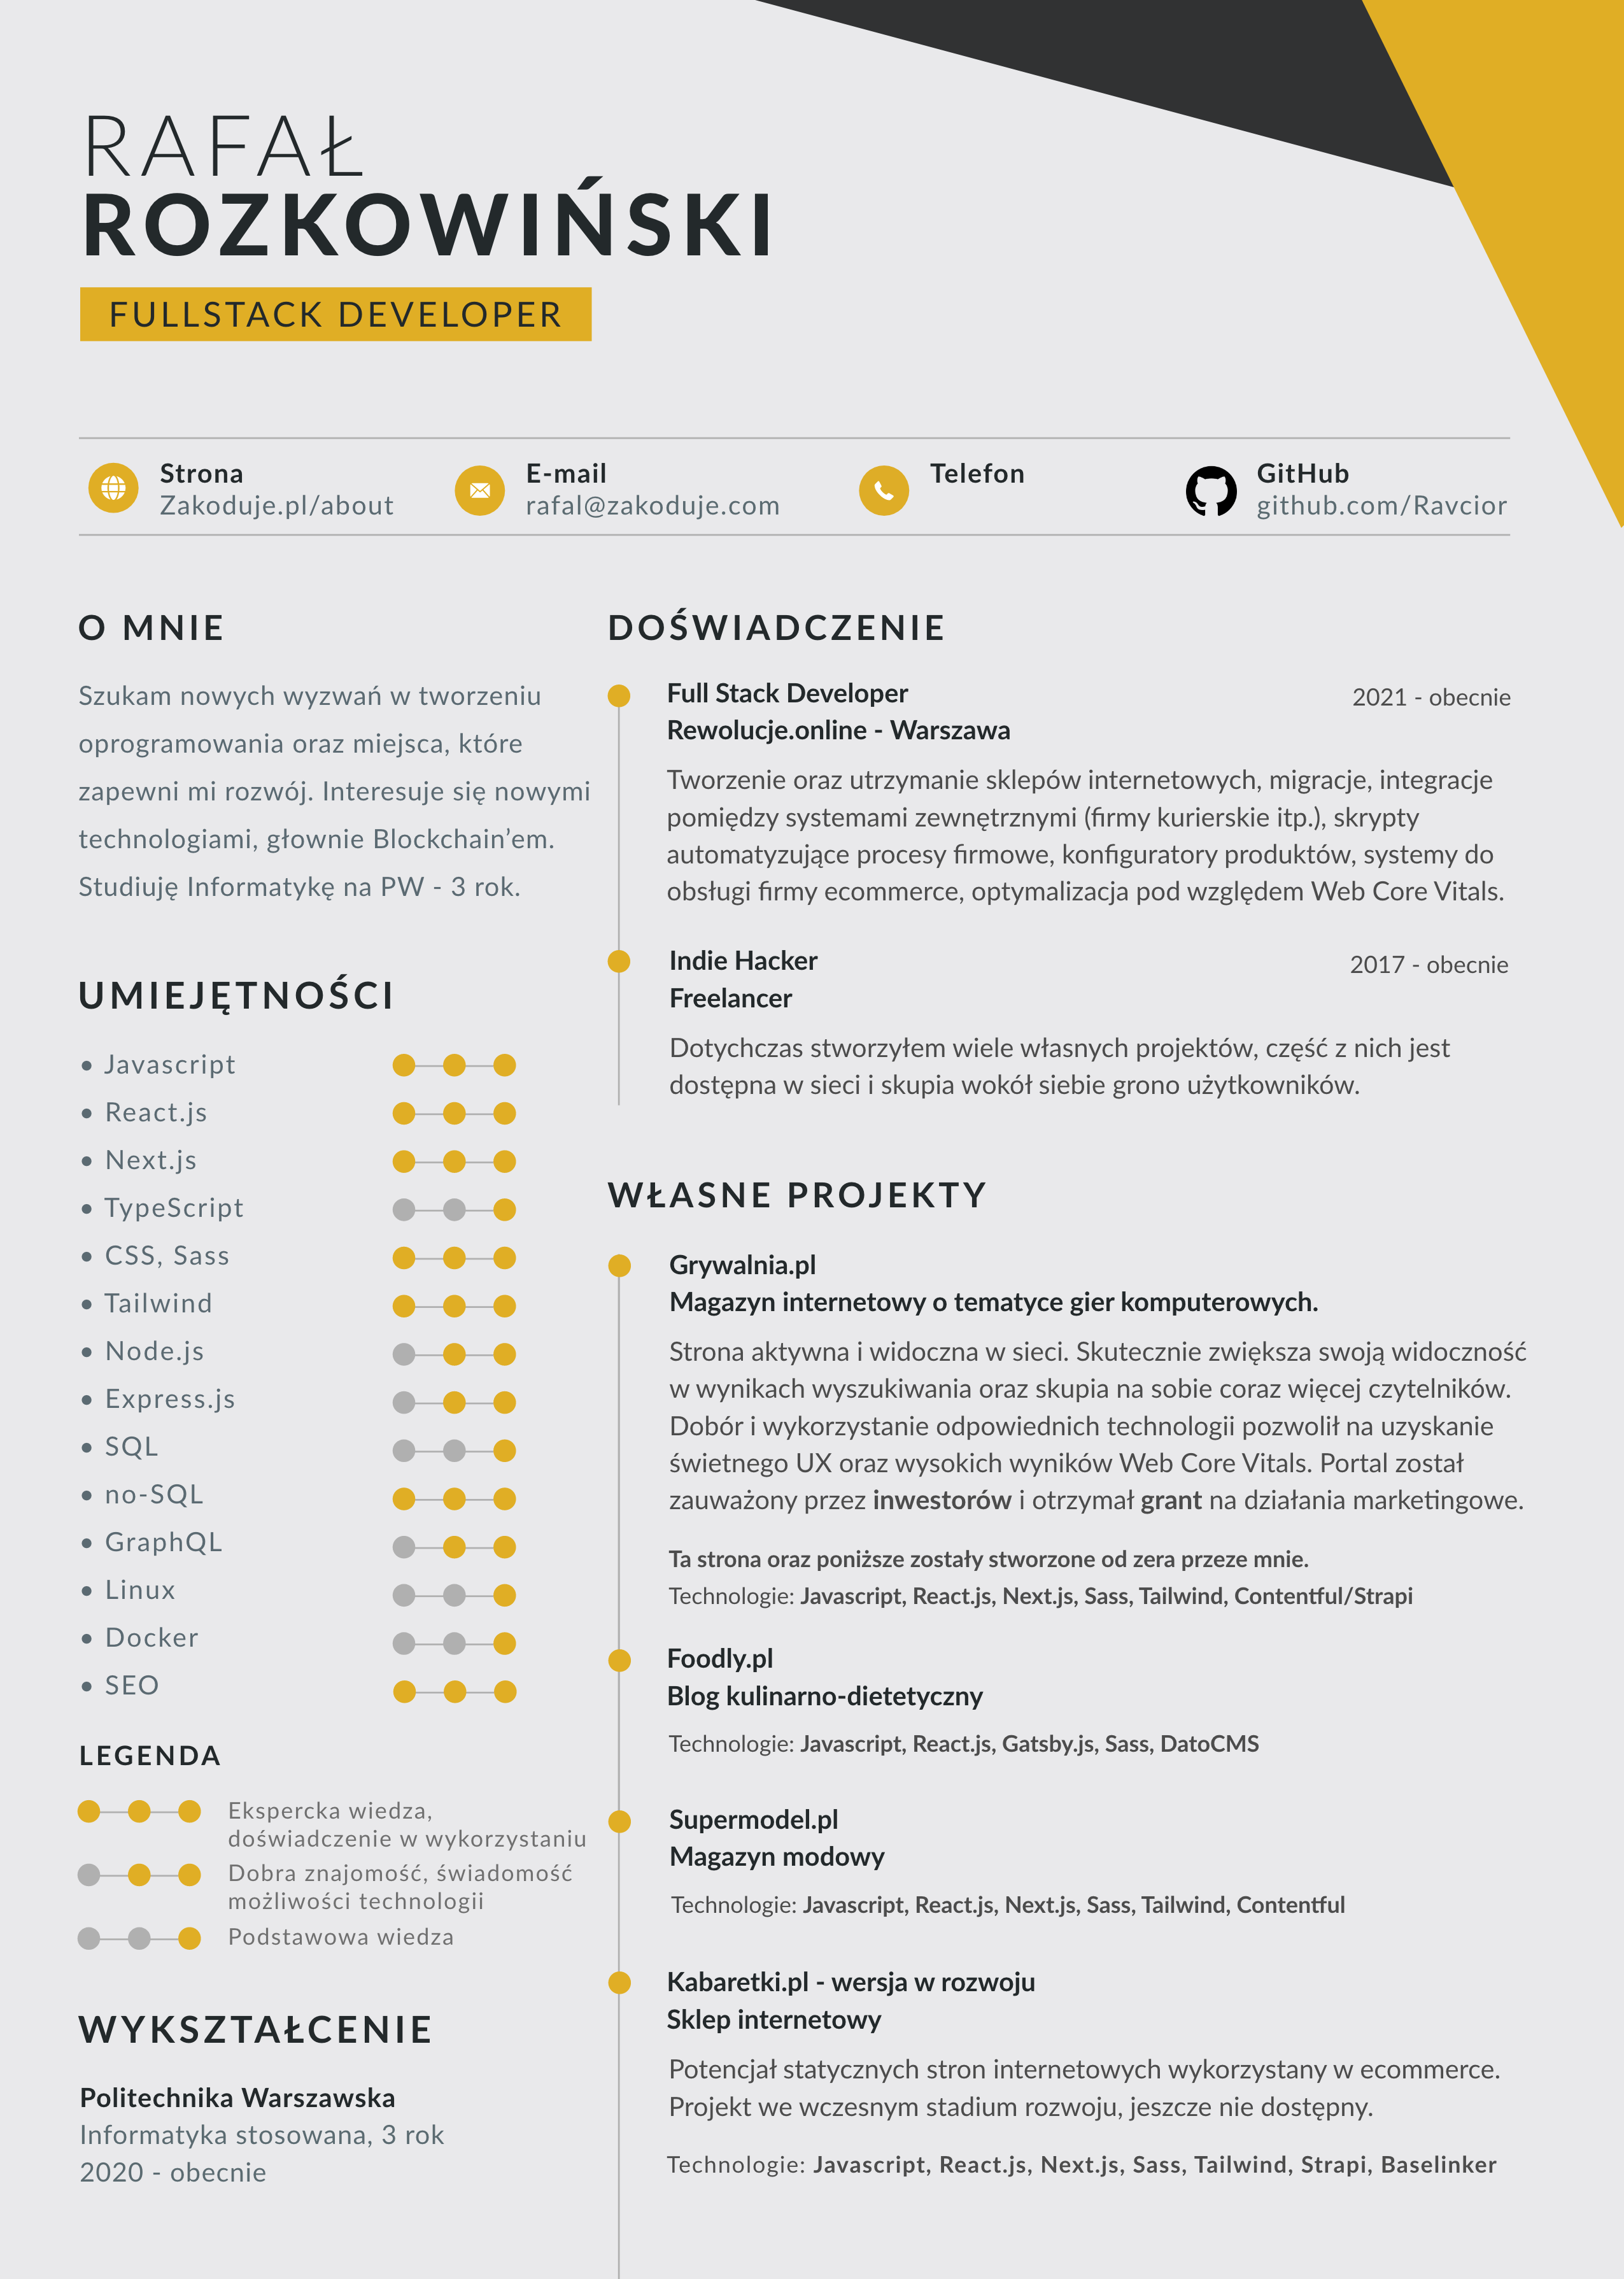 RAFAŁ
ROZKOWIŃSKI
FULLSTACK DEVELOPER
Strona
Zakoduje.pl/about
E-mail
rafal@zakoduje.com
Telefon
GitHub
github.com/Ravcior
O MNIE
Szukam nowych wyzwań w tworzeniu
oprogramowania oraz miejsca, które
zapewni mi rozwój. Interesuje się nowymi
technologiami, głownie Blockchain’em.
Studiuję Informatykę na PW - 3 rok.
UMIEJĘTNOŚCI
• Javascript
• React.js
• Next.js
• TypeScript
• CSS, Sass
• Tailwind
• Node.js
• Express.js
• SQL
• no-SQL
• GraphQL
• Linux
• Docker
• SEO
LEGENDA
Ekspercka wiedza,
doświadczenie w wykorzystaniu
Dobra znajomość, świadomość
możliwości technologii
Podstawowa wiedza
WYKSZTAŁCENIE
Politechnika Warszawska
Informatyka stosowana, 3 rok
2020 - obecnie
DOŚWIADCZENIE
Full Stack Developer
2021 - obecnie
Rewolucje.online - Warszawa
Tworzenie oraz utrzymanie sklepów internetowych, migracje, integracje
pomiędzy systemami zewnętrznymi (firmy kurierskie itp.), skrypty
automatyzujące procesy firmowe, konfiguratory produktów, systemy do
obsługi firmy ecommerce, optymalizacja pod względem Web Core Vitals.
Indie Hacker
2017 - obecnie
Freelancer
Dotychczas stworzyłem wiele własnych projektów, część z nich jest
dostępna w sieci i skupia wokół siebie grono użytkowników.
WŁASNE PROJEKTY
Grywalnia.pl
Magazyn internetowy o tematyce gier komputerowych.
Strona aktywna i widoczna w sieci. Skutecznie zwiększa swoją widoczność
w wynikach wyszukiwania oraz skupia na sobie coraz więcej czytelników.
Dobór i wykorzystanie odpowiednich technologii pozwolił na uzyskanie
świetnego UX oraz wysokich wyników Web Core Vitals. Portal został
zauważony przez inwestorów i otrzymał grant na działania marketingowe.
Ta strona oraz poniższe zostały stworzone od zera przeze mnie.
Technologie: Javascript, React.js, Next.js, Sass, Tailwind, Contentful/Strapi
Foodly.pl
Blog kulinarno-dietetyczny
Technologie: Javascript, React.js, Gatsby.js, Sass, DatoCMS
Supermodel.pl
Magazyn modowy
Technologie: Javascript, React.js, Next.js, Sass, Tailwind, Contentful
Kabaretki.pl - wersja w rozwoju
Sklep internetowy
Potencjał statycznych stron internetowych wykorzystany w ecommerce.
Projekt we wczesnym stadium rozwoju, jeszcze nie dostępny.
Technologie: Javascript, React.js, Next.js, Sass, Tailwind, Strapi, Baselinker